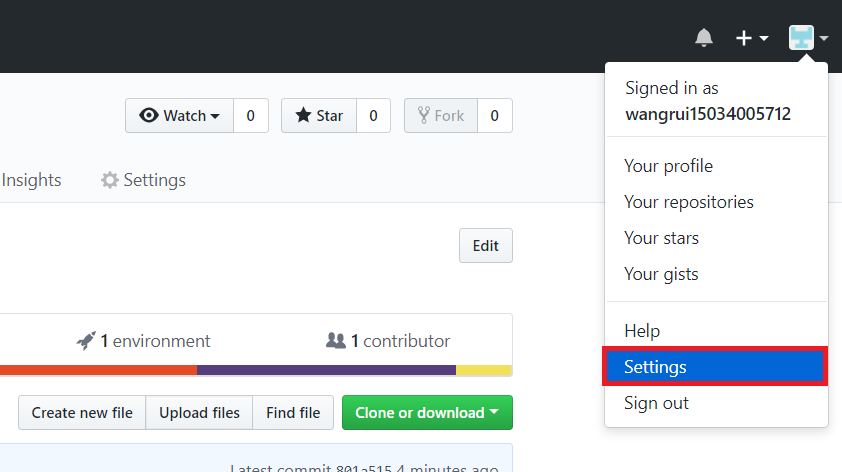 Signed in as
wangrui15034005712
Watch 0 Star 0 Fork 0
Your profile
Insights Settings
Your repositories
Your stars
Edit
Your gists
Help
1 environment 1 contributor
Settings
Sign out
Create new file Upload files Find file Clone or download
Latest commit 801a515 4 minutes ago